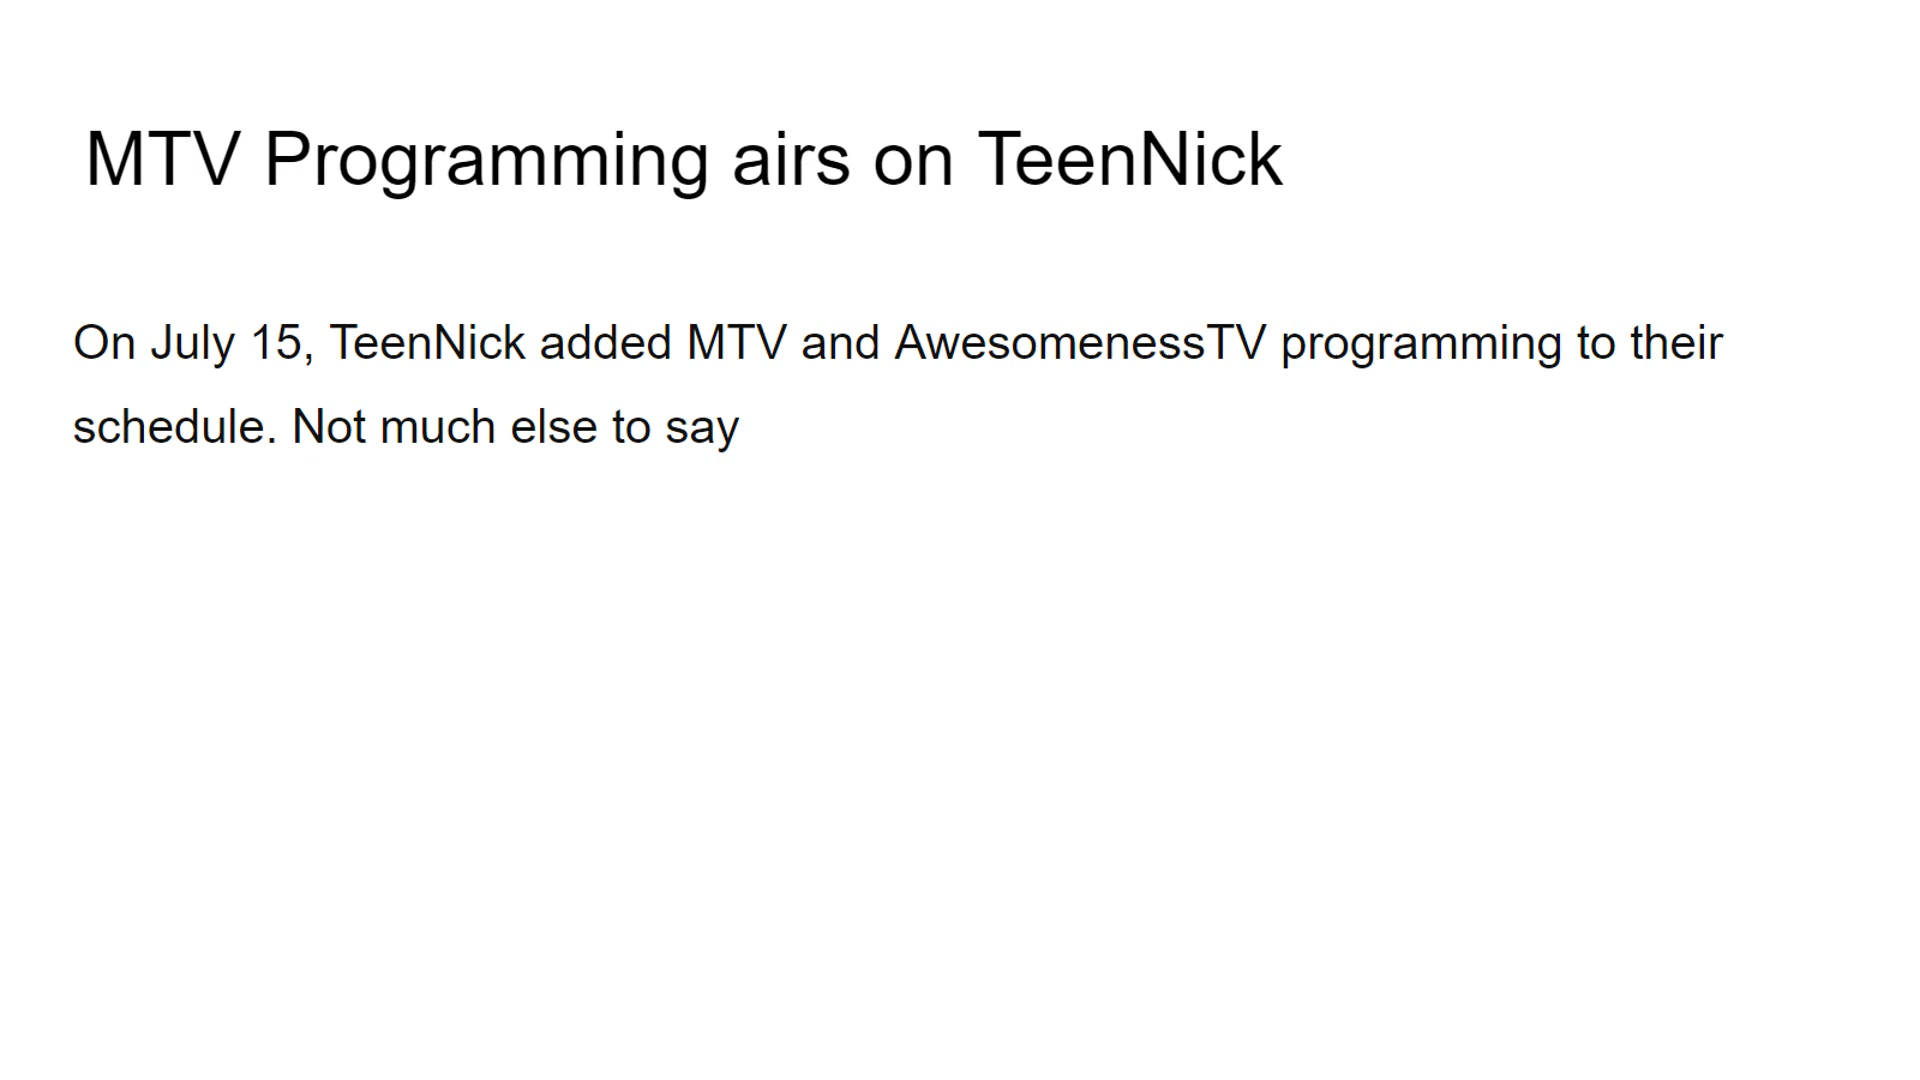 MTV Programming airs on TeenNick
On July 15, TeenNick added MTV and AwesomenessTV programming to their
schedule. Not much else to say